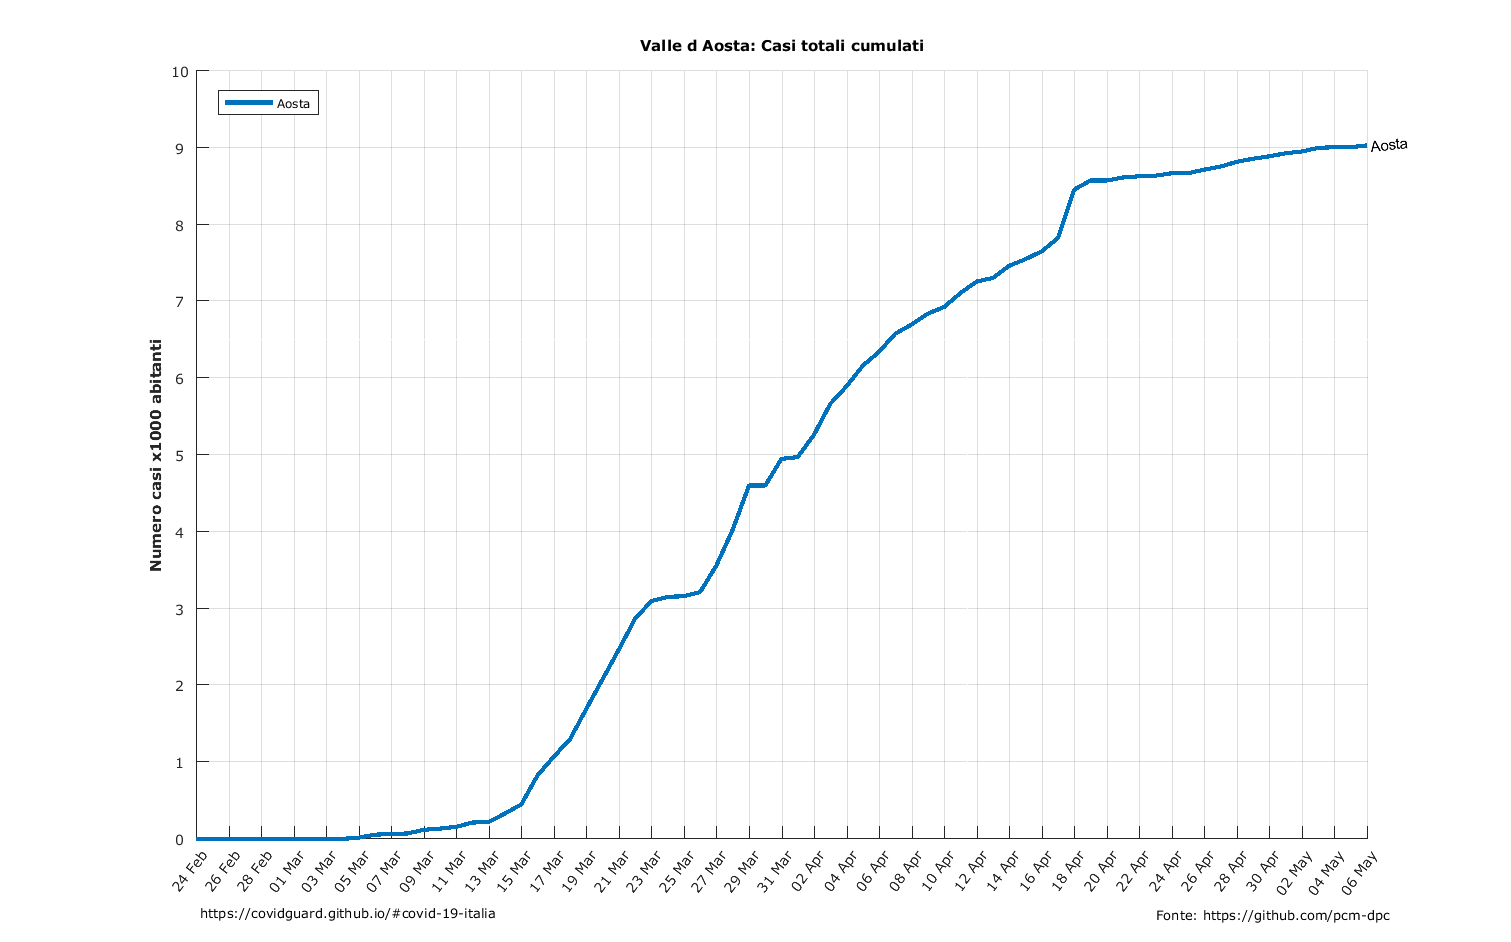 Valle d Aosta: Casi totali cumulati
Numero casi x1000 abitanti
10
9
8
7
6
5
4
3
2
1
0
Aosta
Aosta
24 Feb
26 Feb
28 Feb
01 Mar
03 Mar
05 Mar
07 Mar
09 Mar
11 Mar
13 Mar
15 Mar
17 Mar
19 Mar
21 Mar
23 Mar
25 Mar
27 Mar
29 Mar
31 Mar
02 Apr
04 Apr
06 Apr
08 Apr
10 Apr
12 Apr
14 Apr
16 Apr
18 Apr
20 Apr
22 Apr
24 Apr
26 Apr
28 Apr
30 Apr
02 May
04 May
06 May
https://covidguard.github.io/#covid-19-italia
Fonte: https://github.com/pcm-dpc